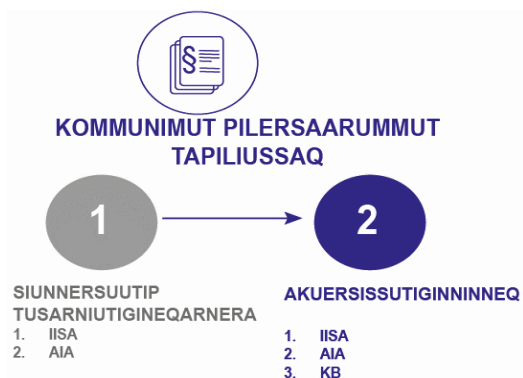 §
KOMMUNIMUT PILERSAARUMMUT
TAPILIUSSAQ
1
2
SIUNNERSUUTIP
TUSARNIUTIGINEQARNERA
1. IISA
2. AIA
AKUERSISSUTIGINNINNEQ
1. IISA
2. AIA
3. KB